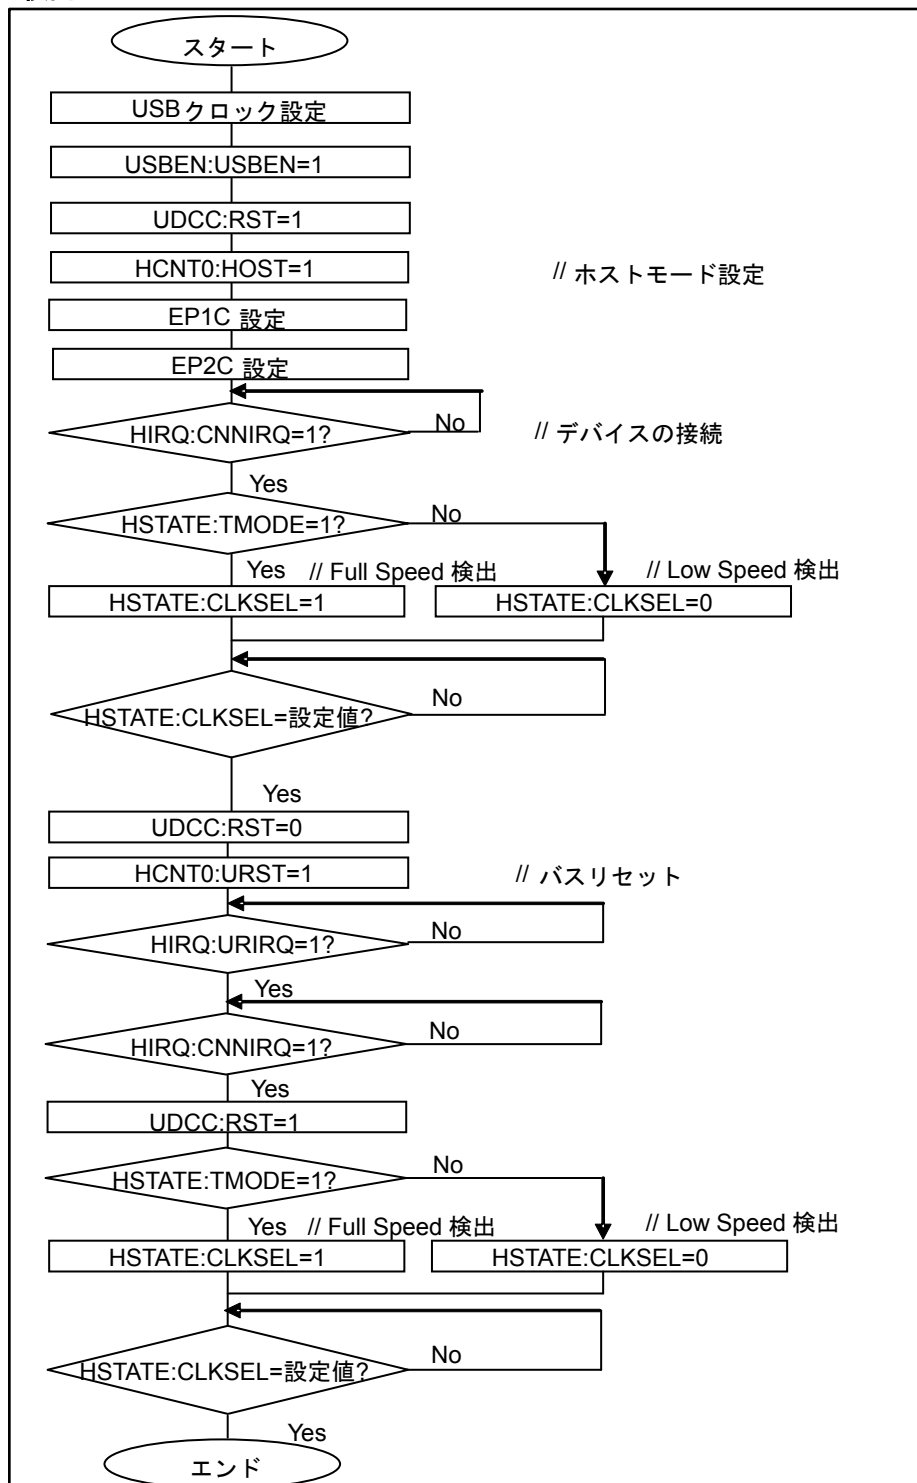 スタート
USB クロック設定
USBEN:USBEN=1
UDCC:RST=1
HCNT0:HOST=1 // ホストモード設定
EP1C 設定
EP2C 設定
HIRQ:CNNIRQ=1? No // デバイスの接続
Yes
HSTATE:TMODE=1? No
Yes // Full Speed 検出 // Low Speed 検出
HSTATE:CLKSEL=1 HSTATE:CLKSEL=0
HSTATE:CLKSEL=設定値? No
Yes
UDCC:RST=0
HCNT0:URST=1 // バスリセット
HIRQ:URIRQ=1? No
Yes
HIRQ:CNNIRQ=1? No
Yes
UDCC:RST=1
HSTATE:TMODE=1? No
Yes // Full Speed 検出 // Low Speed 検出
HSTATE:CLKSEL=1 HSTATE:CLKSEL=0
HSTATE:CLKSEL=設定値? No
Yes
エンド